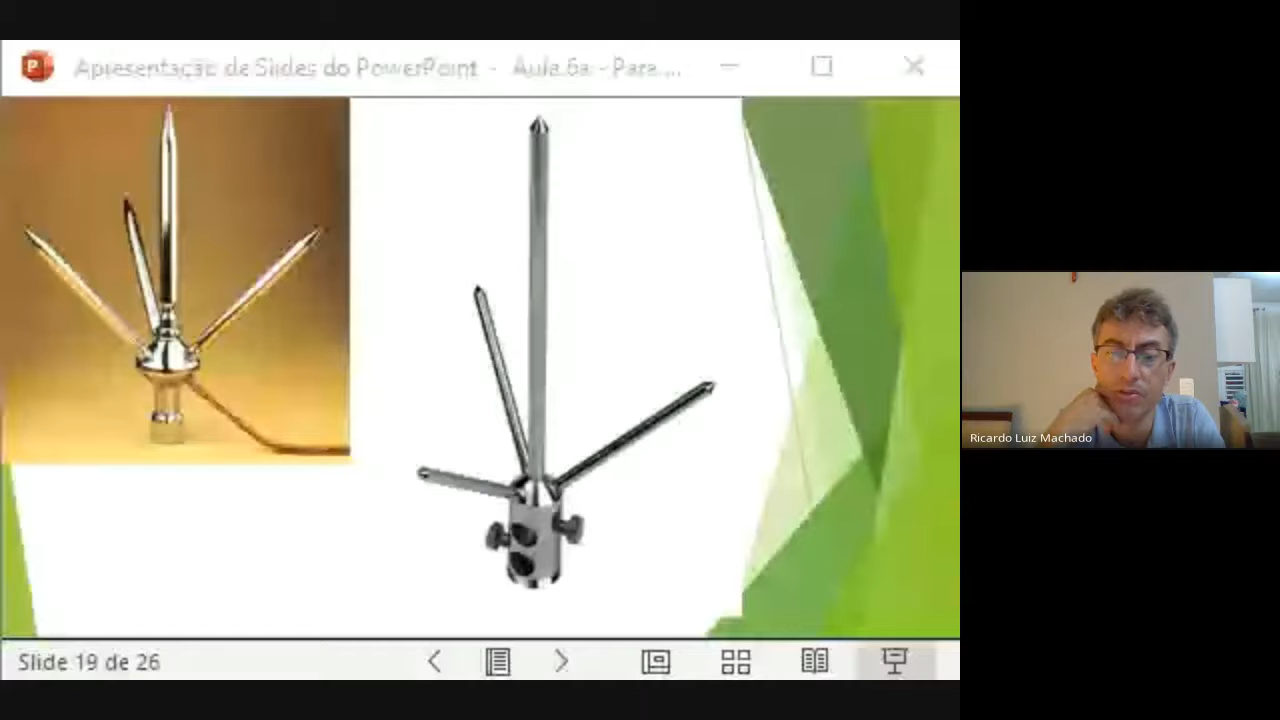 Apresentação de Slides do PowerPoint - Aula 6a - Para ...
Slide 19 de 26
Ricardo Luiz Machado